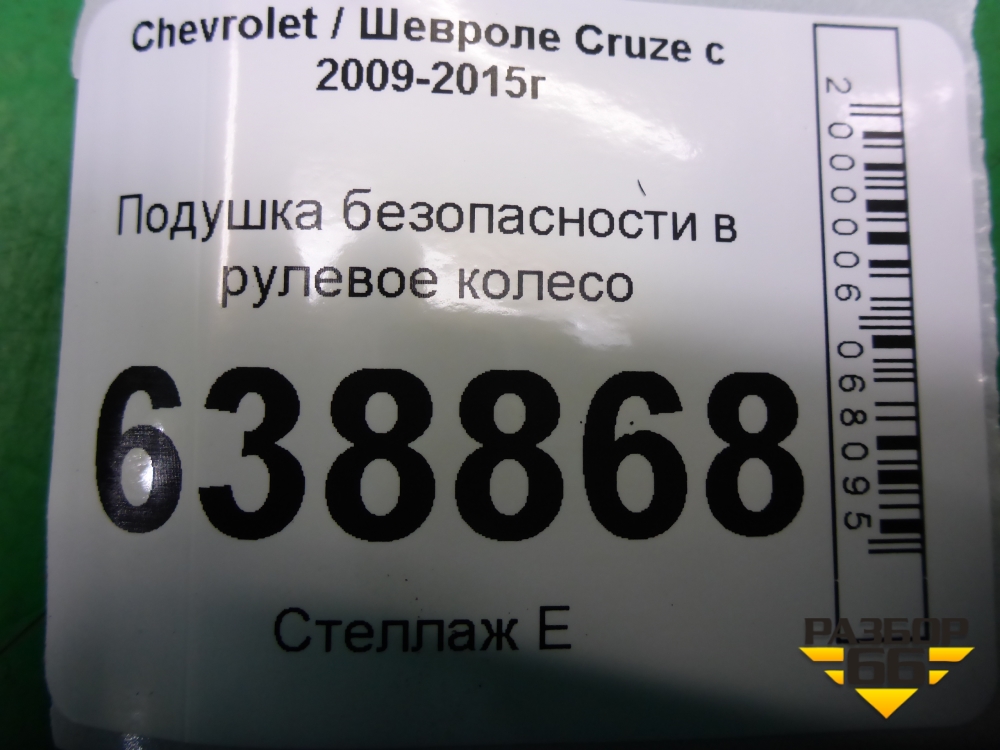 Chevrolet / Шевроле Cruze с
2009-2015г
Подушка безопасности в
рулевое колесо
638868
Стеллаж Е
2000006068095
РАЗБОР
66